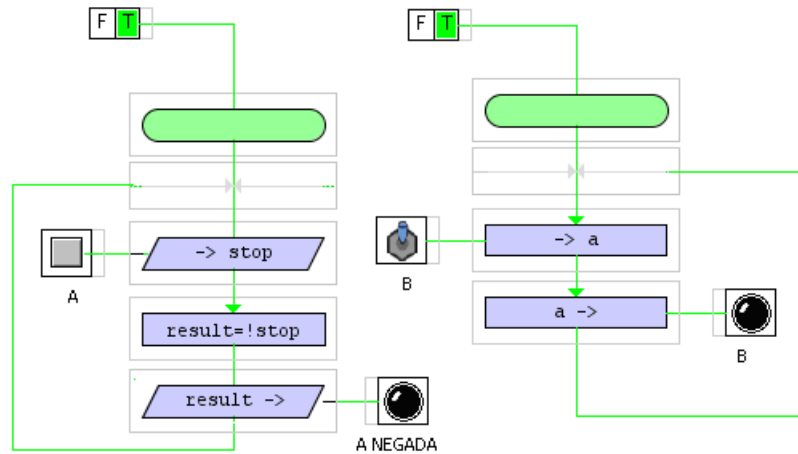 F T
F T
-> stop
A
result=!stop
result ->
A NEGADA
-> a
B
a ->
B